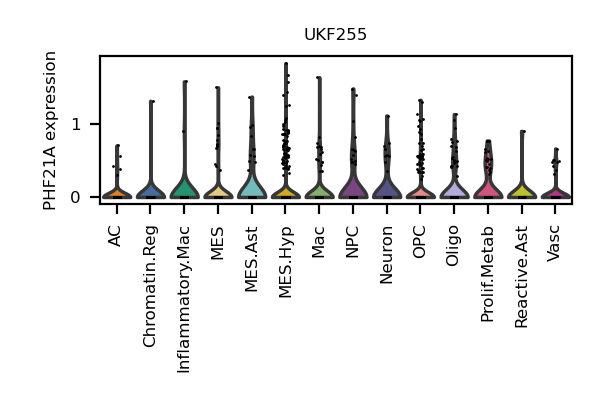 UKF255
PHF21A expression
1
0
AC
Chromatin.Reg
Inflammatory.Mac
MES
MES.Ast
MES.Hyp
Mac
NPC
Neuron
OPC
Oligo
Prolif.Metab
Reactive.Ast
Vasc